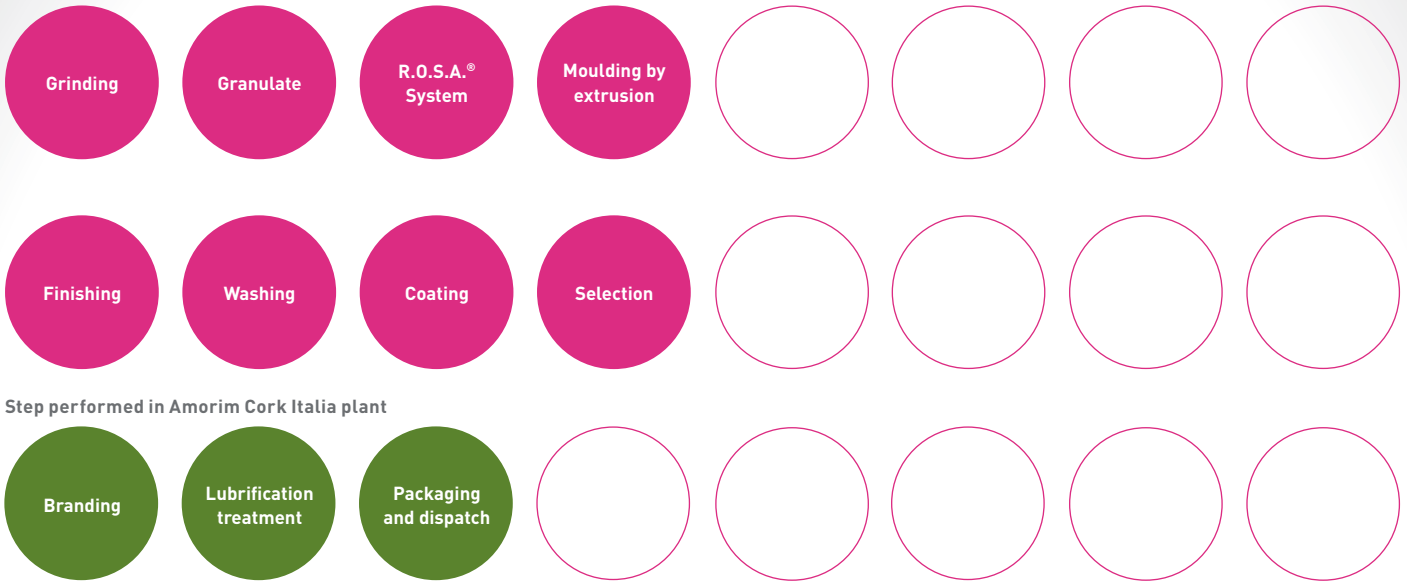 Grinding
Granulate
R.O.S.A.®
System
Moulding by
extrusion
Finishing
Washing
Coating
Selection
Step performed in Amorim Cork Italia plant
Branding
Lubrification
treatment
Packaging
and dispatch